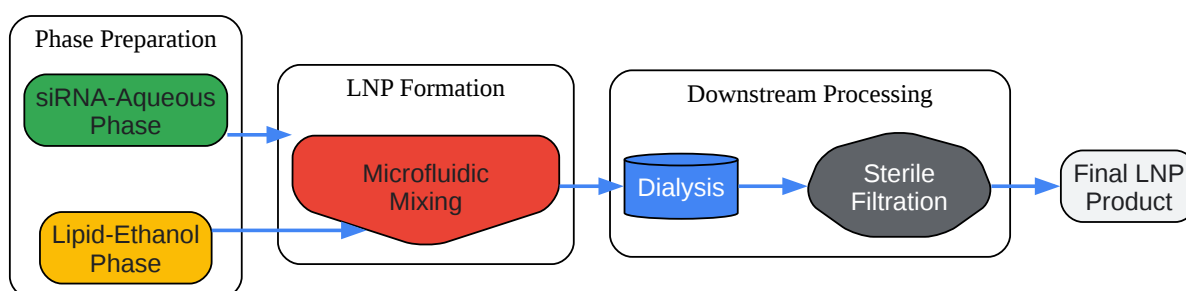 Phase Preparation
siRNA-Aqueous
Phase
Lipid-Ethanol
Phase
LNP Formation
Microfluidic
Mixing
Downstream Processing
Dialysis
Sterile
Filtration
Final LNP
Product